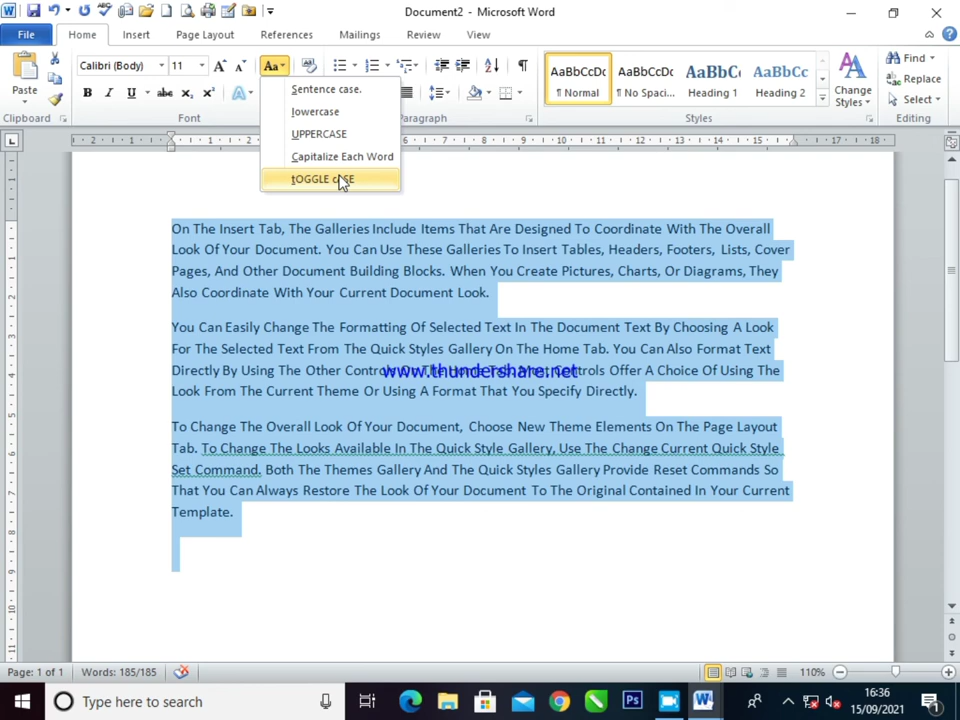 Document2 - Microsoft Word
File Home Insert Page Layout References Mailings Review View
Calibri (Body) 11 Aa
Paste
B I U abc x₂ x² A
AaBbCcDc AaBbCcDc AaBbC AaBbCc
¶ Normal ¶ No Spaci... Heading 1 Heading 2
Change Styles
Find
Replace
Select
Clipboard Font Paragraph Styles Editing
Sentence case.
lowercase
UPPERCASE
Capitalize Each Word
tOGGLE cASE
On The Insert Tab, The Galleries Include Items That Are Designed To Coordinate With The Overall
Look Of Your Document. You Can Use These Galleries To Insert Tables, Headers, Footers, Lists, Cover
Pages, And Other Document Building Blocks. When You Create Pictures, Charts, Or Diagrams, They
Also Coordinate With Your Current Document Look.
You Can Easily Change The Formatting Of Selected Text In The Document Text By Choosing A Look
For The Selected Text From The Quick Styles Gallery On The Home Tab. You Can Also Format Text
Directly By Using The Other Controls On The Home Tab. Most Controls Offer A Choice Of Using The
www.thundershare.net
Look From The Current Theme Or Using A Format That You Specify Directly.
To Change The Overall Look Of Your Document, Choose New Theme Elements On The Page Layout
Tab. To Change The Looks Available In The Quick Style Gallery, Use The Change Current Quick Style
Set Command. Both The Themes Gallery And The Quick Styles Gallery Provide Reset Commands So
That You Can Always Restore The Look Of Your Document To The Original Contained In Your Current
Template.
Page: 1 of 1 Words: 185/185 110%
Type here to search
16:36
15/09/2021